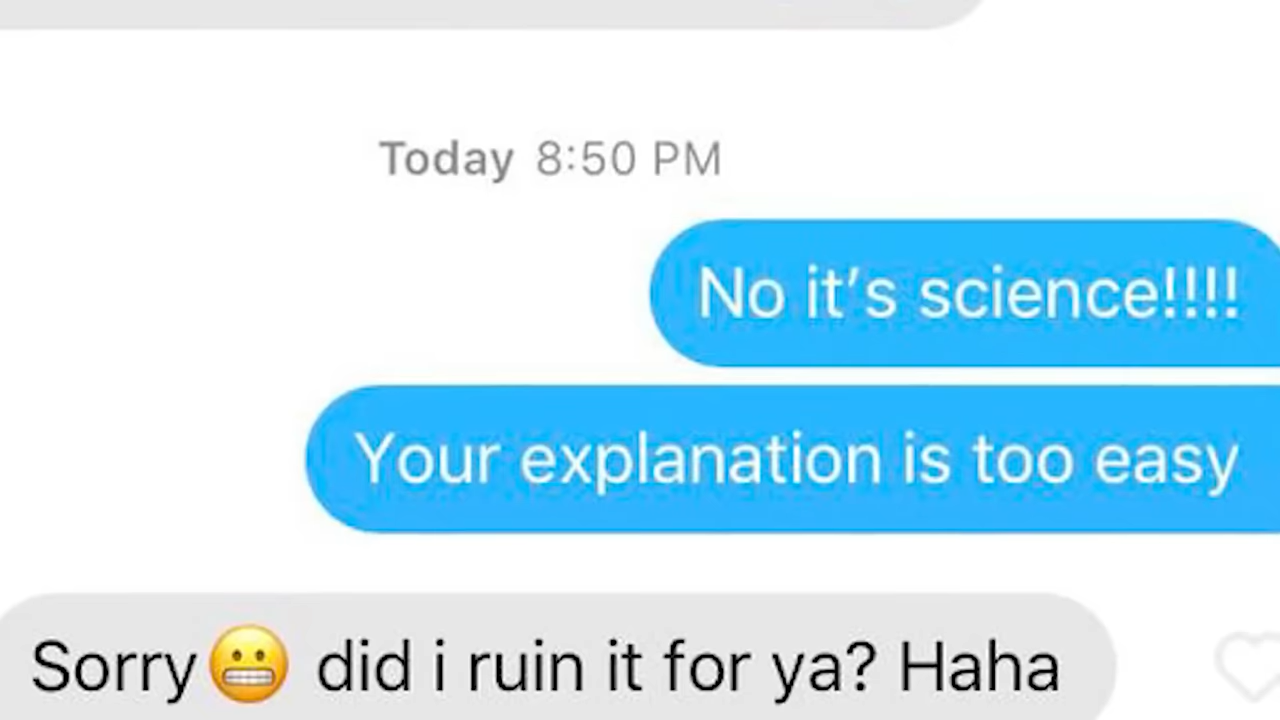 Today 8:50 PM
No it’s science!!!!
Your explanation is too easy
Sorry😬 did i ruin it for ya? Haha